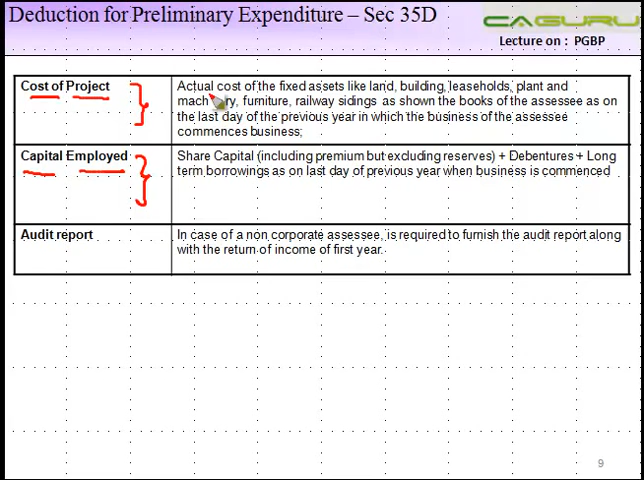 Deduction for Preliminary Expenditure – Sec 35D
CAGURU
Lecture on : PGBP
Cost of Project
Actual cost of the fixed assets like land, building, leaseholds, plant and
mach ry, furniture, railway sidings as shown the books of the assessee as on
the last day of the previous year in which the business of the assessee
commences business;
Capital Employed
Share Capital (including premium but excluding reserves) + Debentures + Long
term borrowings as on last day of previous year when business is commenced
Audit report
In case of a non corporate assessee, is required to furnish the audit report along
with the return of income of first year.
9